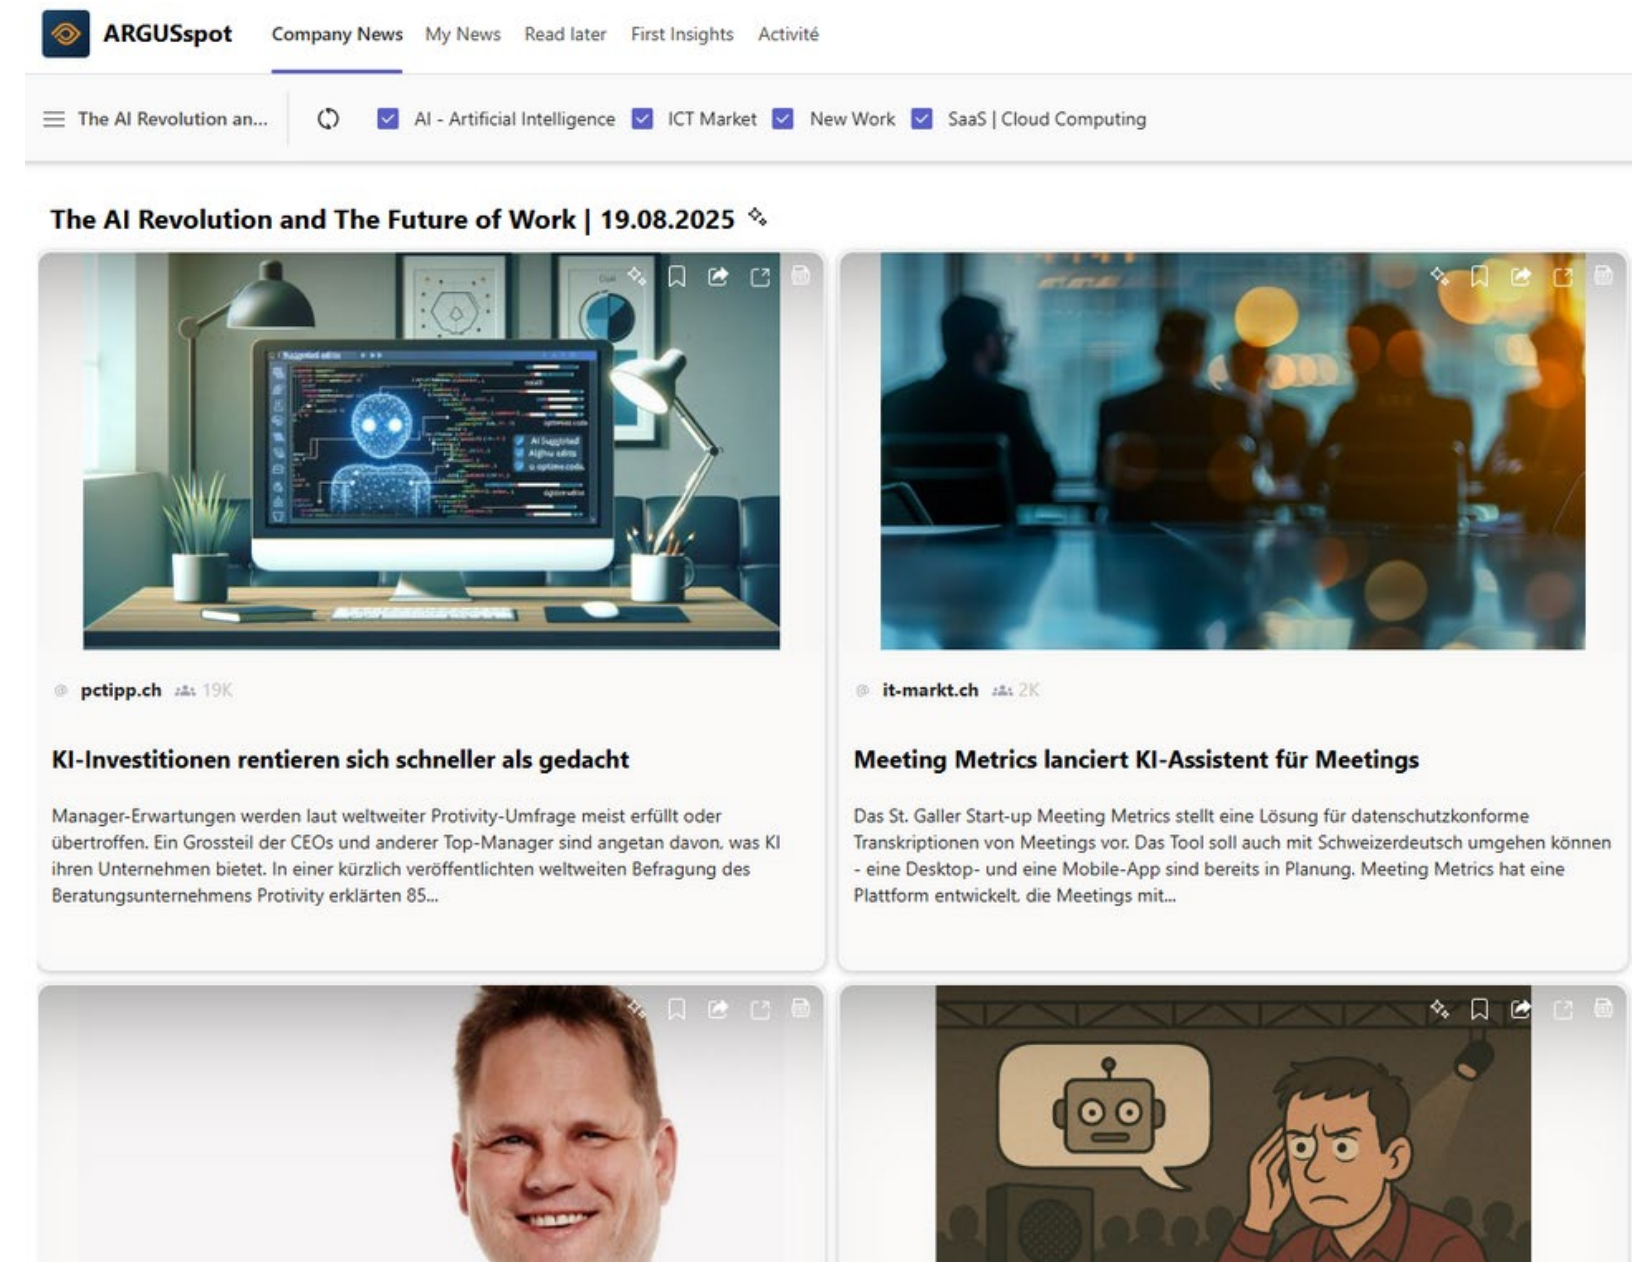 ARGUSspot
Company News My News Read later First Insights Activité
The AI Revolution an... AI - Artificial Intelligence ICT Market New Work SaaS | Cloud Computing
The AI Revolution and The Future of Work | 19.08.2025
Suggested edits
AI Suggisted
@ pctipp.ch 19K
KI-Investitionen rentieren sich schneller als gedacht
Manager-Erwartungen werden laut weltweiter Protivity-Umfrage meist erfüllt oder
übertroffen. Ein Grossteil der CEOs und anderer Top-Manager sind angetan davon, was KI
ihren Unternehmen bietet. In einer kürzlich veröffentlichten weltweiten Befragung des
Beratungsunternehmens Protivity erklärten 85...
@ it-markt.ch 2K
Meeting Metrics lanciert KI-Assistent für Meetings
Das St. Galler Start-up Meeting Metrics stellt eine Lösung für datenschutzkonforme
Transkriptionen von Meetings vor. Das Tool soll auch mit Schweizerdeutsch umgehen können
- eine Desktop- und eine Mobile-App sind bereits in Planung. Meeting Metrics hat eine
Plattform entwickelt, die Meetings mit...